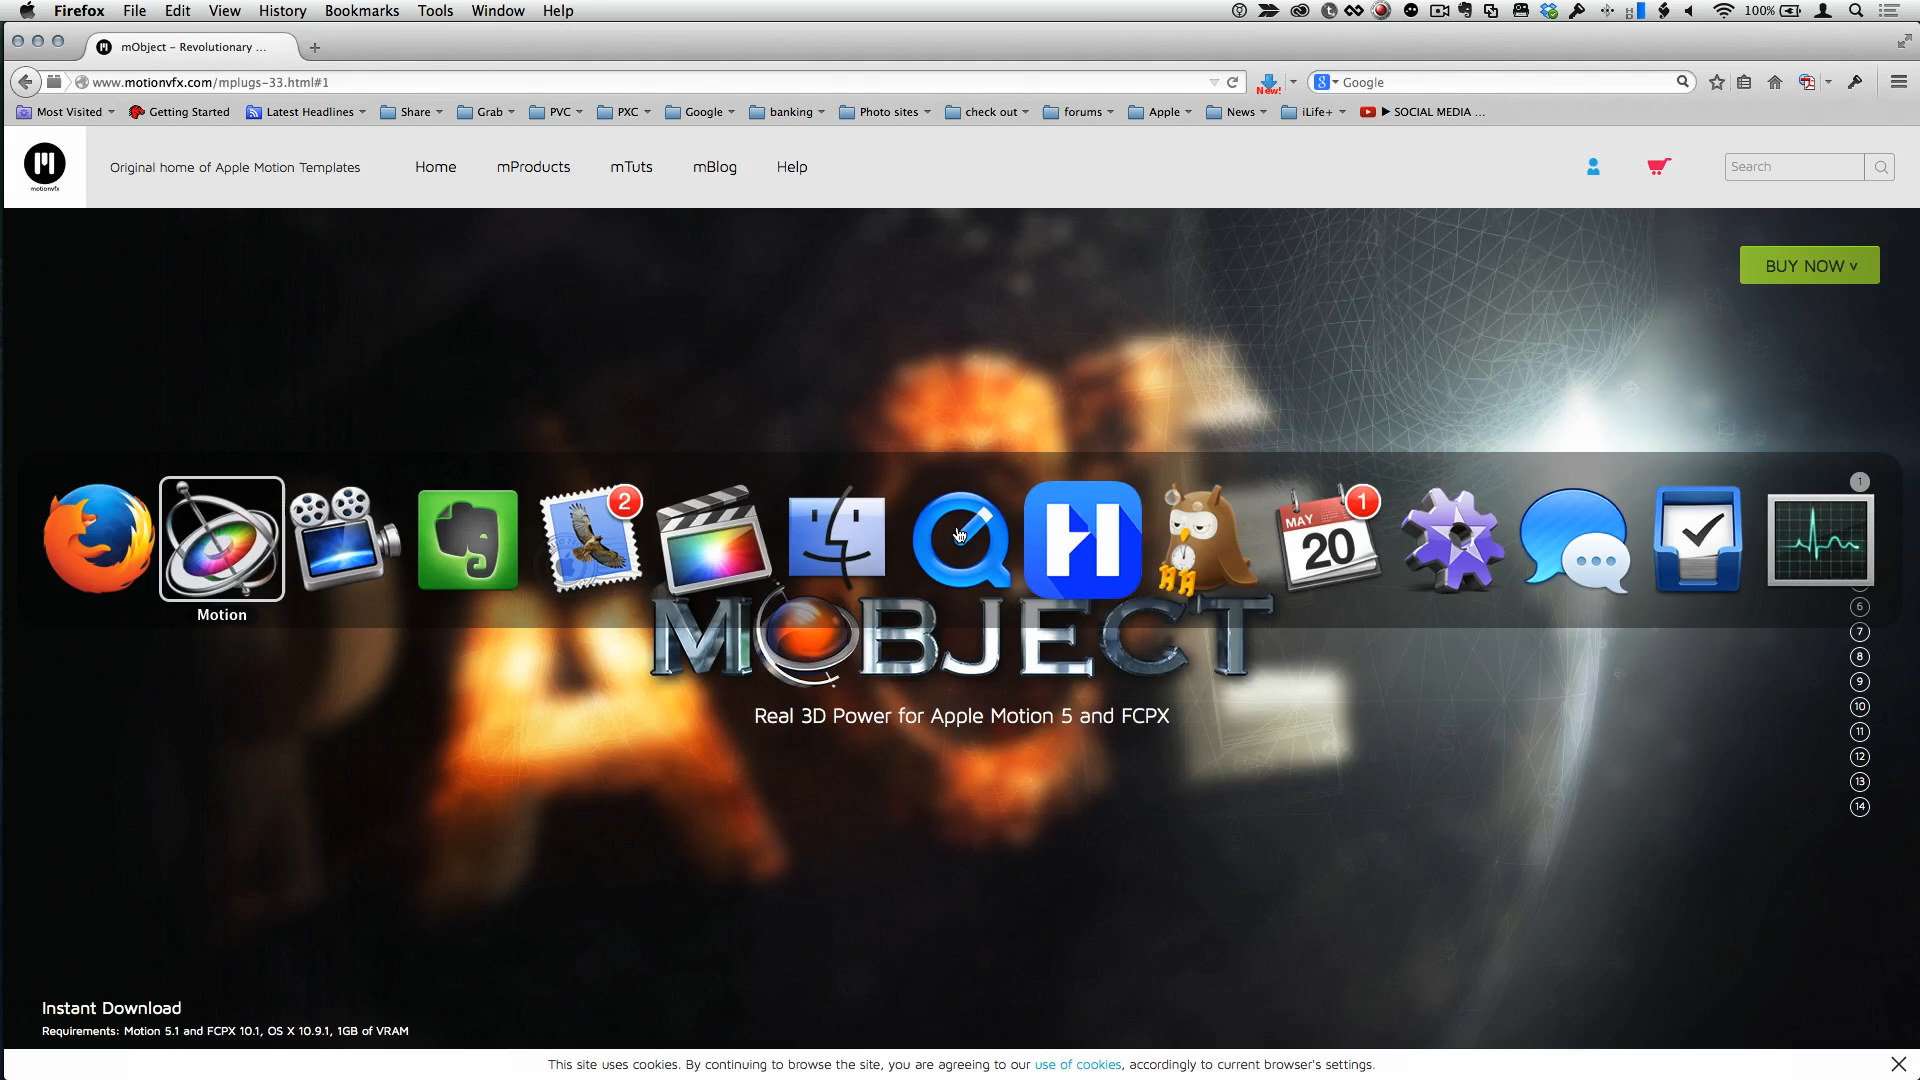 Firefox File Edit View History Bookmarks Tools Window Help 100%
mObject – Revolutionary ...
www.motionvfx.com/mplugs-33.html#1 New! Google
Most Visited Getting Started Latest Headlines Share Grab PVC PXC Google banking Photo sites check out forums Apple News iLife+ ▶ SOCIAL MEDIA ...
motionvfx Original home of Apple Motion Templates Home mProducts mTuts mBlog Help Search
BUY NOW v
2 MAY 20 1 1
Motion
MOBJECT
Real 3D Power for Apple Motion 5 and FCPX
6
7
8
9
10
11
12
13
14
Instant Download
Requirements: Motion 5.1 and FCPX 10.1, OS X 10.9.1, 1GB of VRAM
This site uses cookies. By continuing to browse the site, you are agreeing to our use of cookies, accordingly to current browser's settings.